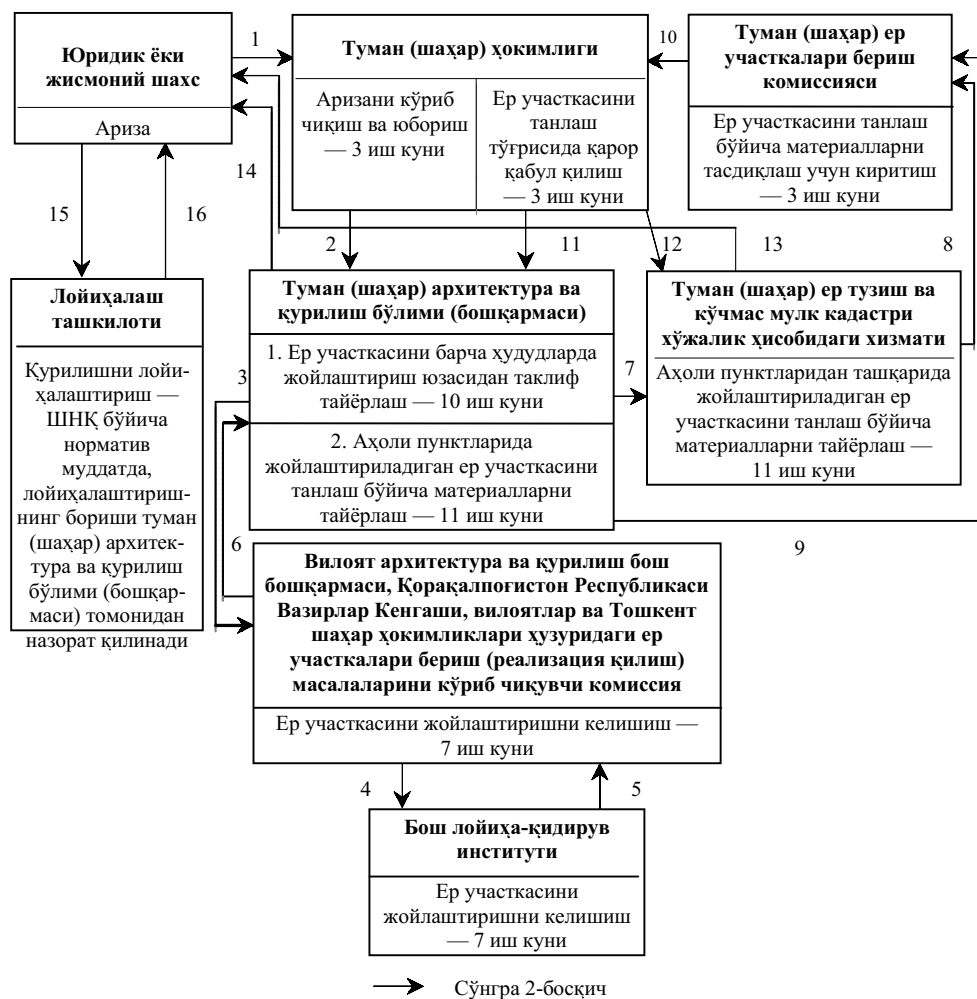 Юридик ёки
жисмоний шахс
Ариза
1
Туман (шаҳар) ҳокимлиги
Аризани кўриб
чиқиш ва юбориш
— 3 иш куни
Ер участкасини
танлаш
тўғрисида қарор
қабул қилиш
— 3 иш куни
10
Туман (шаҳар) ер
участкалари бериш
комиссияси
Ер участкасини танлаш
бўйича материалларни
тасдиқлаш учун киритиш
— 3 иш куни
15
16
14
2
11
12
13
8
Лойиҳалаш
ташкилоти
Қурилишни лойи-
ҳалаштириш —
ШНҚ бўйича
норматив
муддатда,
лойиҳалаштириш-
нинг бориши туман
(шаҳар) архитек-
тура ва қурилиш
бўлими (бошқар-
маси) томонидан
назорат қилинади
Туман (шаҳар) архитектура ва
қурилиш бўлими (бошқармаси)
1. Ер участкасини барча ҳудудларда
жойлаштириш юзасидан таклиф
тайёрлаш — 10 иш куни
2. Аҳоли пунктларида
жойлаштириладиган ер участкасини
танлаш бўйича материалларни
тайёрлаш — 11 иш куни
3
7
Туман (шаҳар) ер тузиш ва
кўчмас мулк кадастри
хўжалик ҳисобидаги хизмати
Аҳоли пунктларидан ташқарида
жойлаштириладиган ер
участкасини танлаш бўйича
материалларни тайёрлаш —
11 иш куни
6
9
Вилоят архитектура ва қурилиш бош
бошқармаси, Қорақалпоғистон Республикаси
Вазирлар Кенгаши, вилоятлар ва Тошкент
шаҳар ҳокимликлари ҳузуридаги ер
участкалари бериш (реализация қилиш)
масалаларини кўриб чиқувчи комиссия
Ер участкасини жойлаштиришни келишиш —
7 иш куни
4
5
Бош лойиҳа-қидирув
институти
Ер участкасини
жойлаштиришни келишиш
— 7 иш куни
Сўнгра 2-босқич